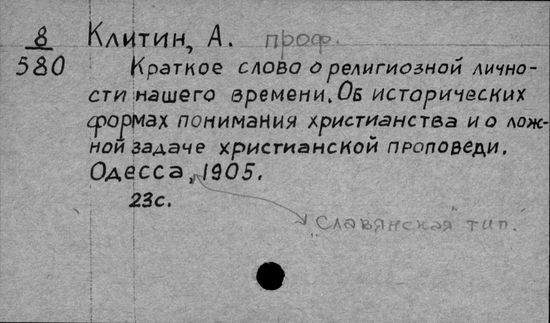 8
580
Клитин, А. проф.
Краткое слово о религиозной лично-
сти нашего времени. Об исторических
формах понимания христианства и о лож-
ной задаче христианской проповеди.
Одесса, 1905.
23с.
"Славянская" тип.